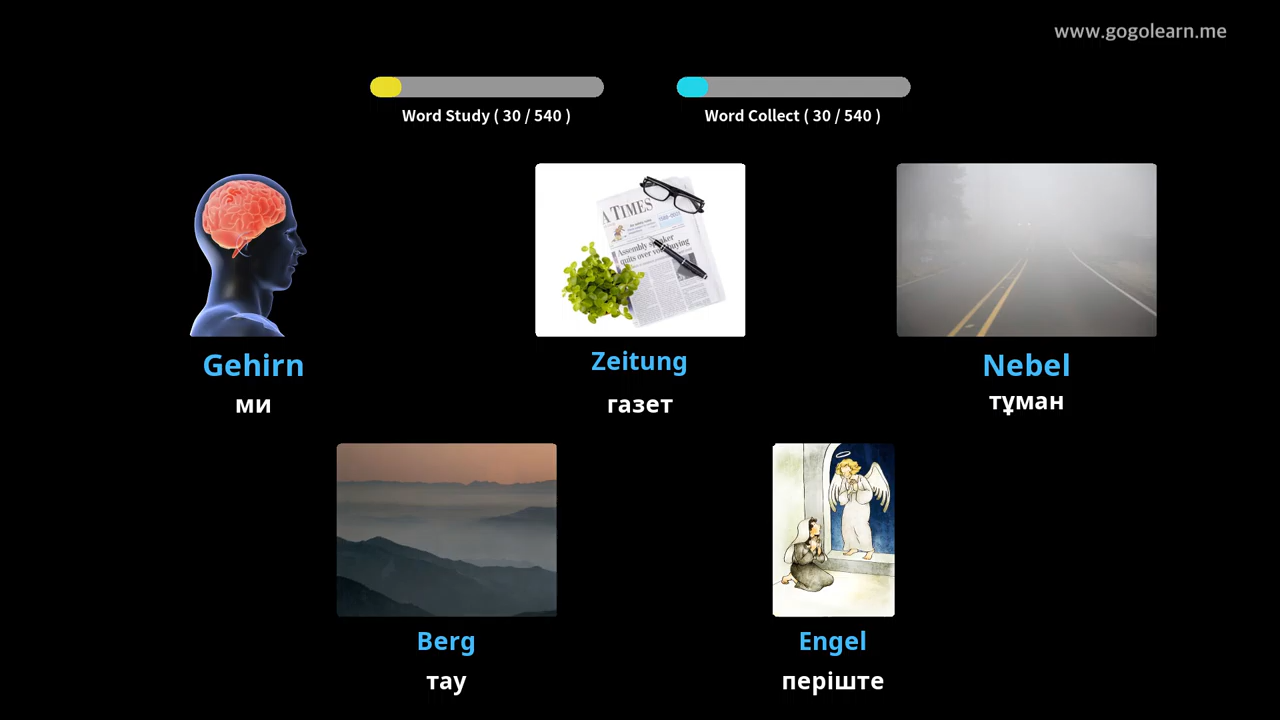 www.gogolearn.me
Word Study ( 30 / 540 )
Word Collect ( 30 / 540 )
A TIMES
Gehirn
Zeitung
Nebel
ми
газет
тұман
Berg
Engel
тау
періште